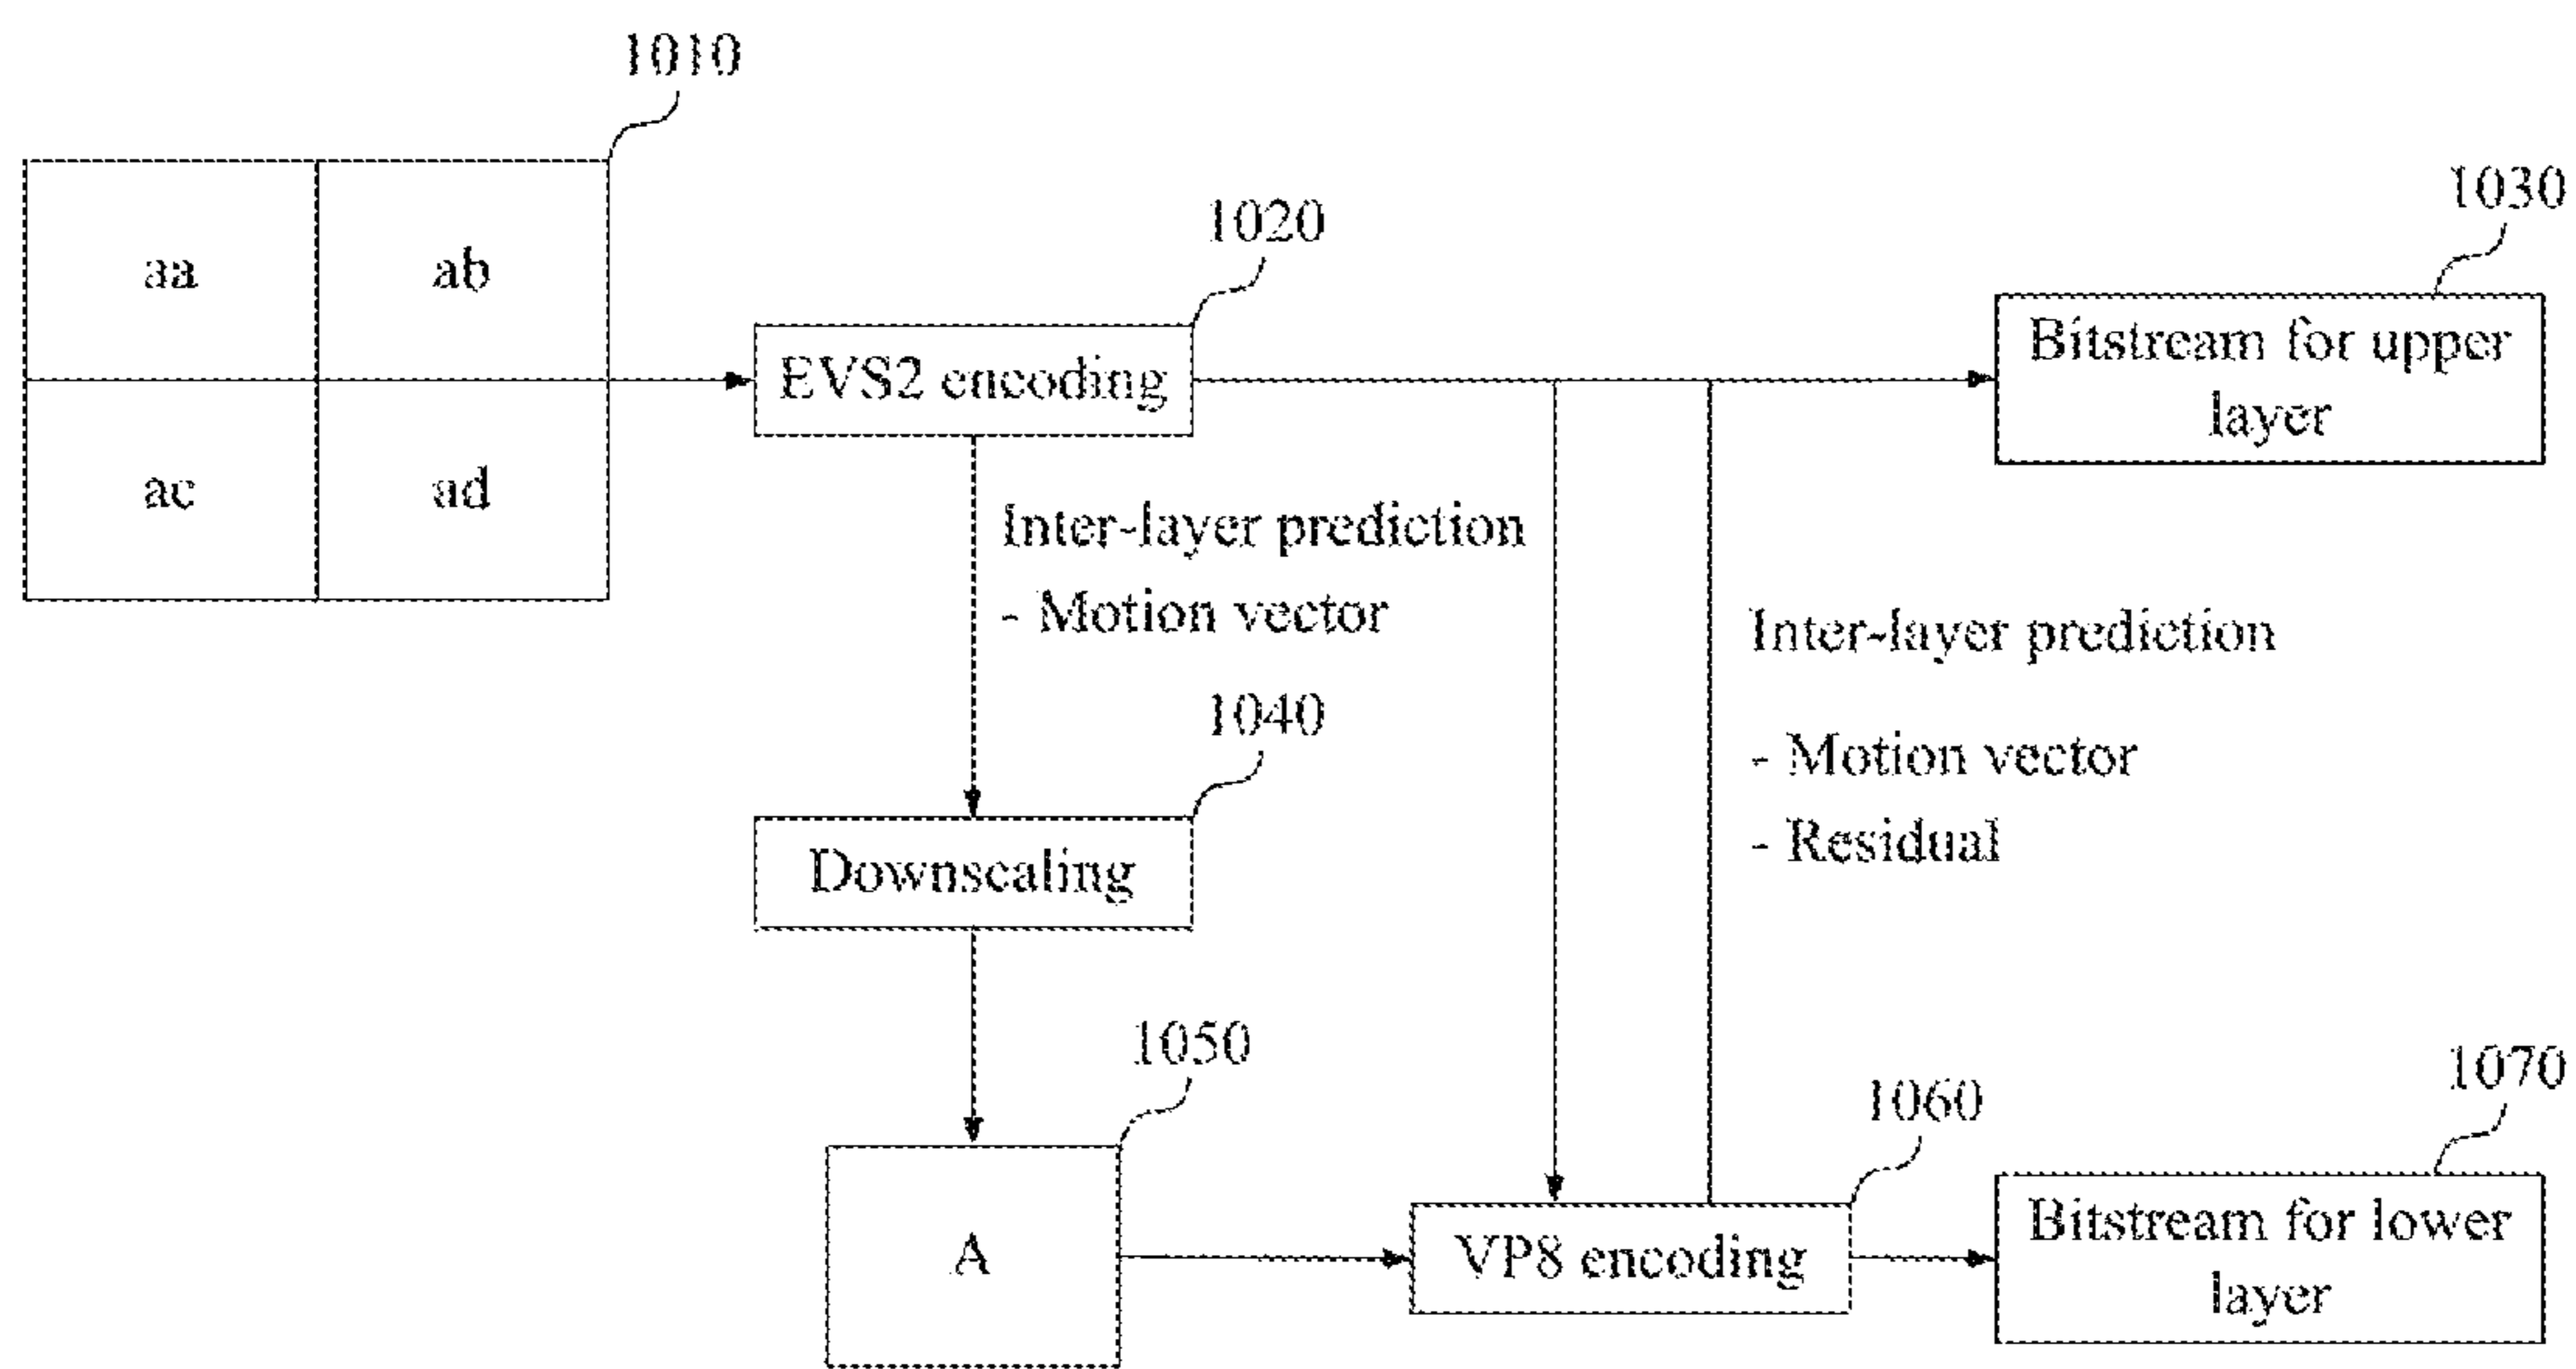 1010
aa
ab
ac
ad
1020
EVS2 encoding
1030
Bitstream for upper
layer
Inter-layer prediction
- Motion vector
Inter-layer prediction
- Motion vector
- Residual
1040
Downscaling
1050
A
1060
VP8 encoding
1070
Bitstream for lower
layer